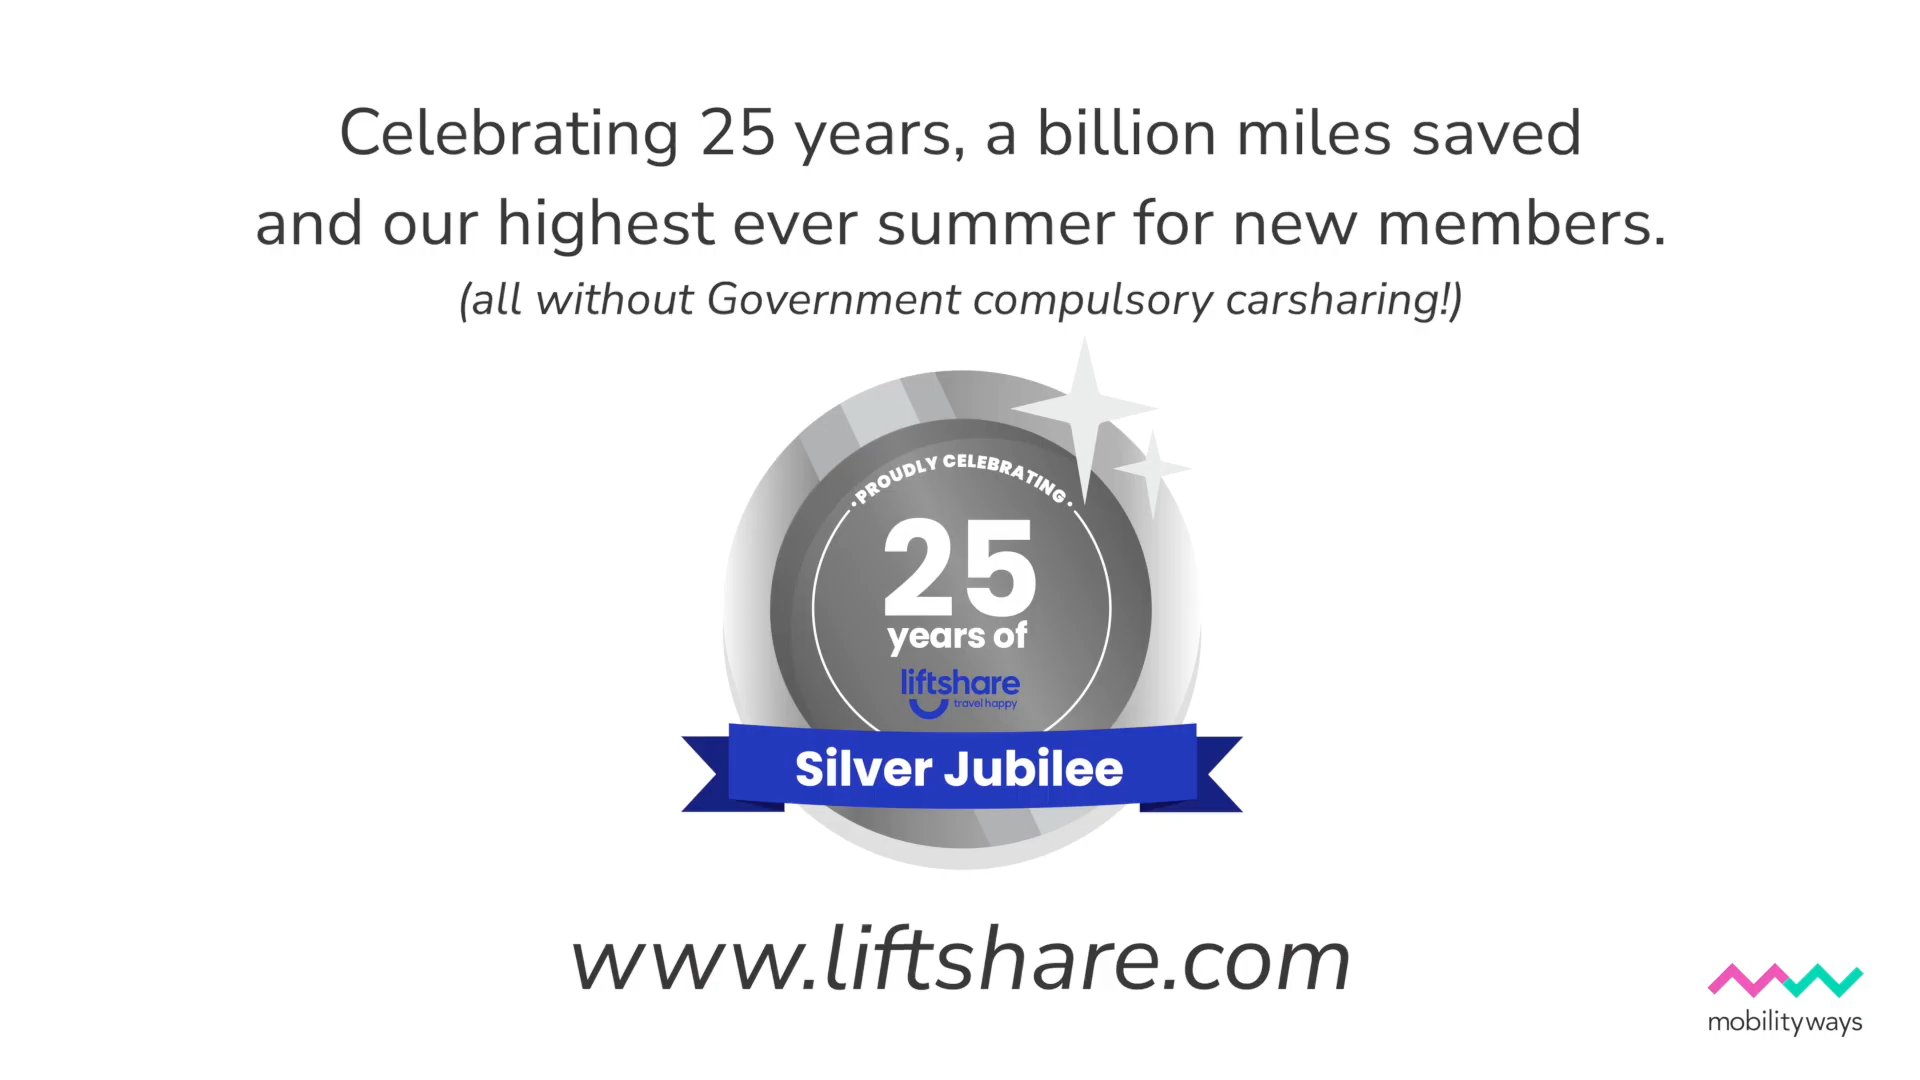 Celebrating 25 years, a billion miles saved
and our highest ever summer for new members.
(all without Government compulsory carsharing!)
• PROUDLY CELEBRATING •
25
years of
liftshare
travel happy
Silver Jubilee
www.liftshare.com
mobilityways